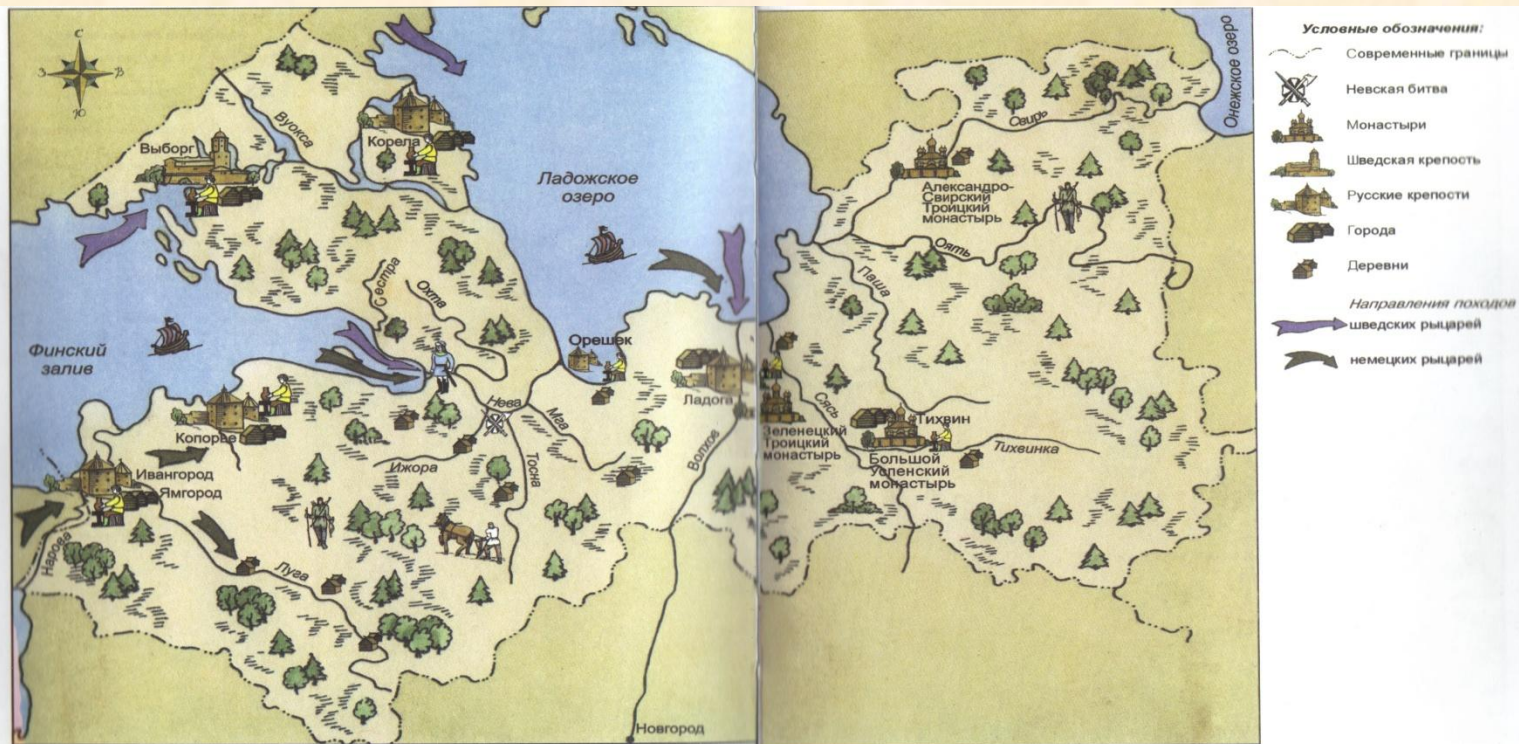 С
З
В
Ю
Выборг
Вуокса
Корела
Ладожское
озеро
Сестра
Охта
Финский
залив
Орешек
Ладога
Копорье
Нева
Мга
Ижора
Тосна
Волхов
Ивангород
Ямгород
Нарова
Луга
Новгород
Онежское озеро
Свирь
Александро-
Свирский
Троицкий
монастырь
Оять
Паша
Сясь
Тихвин
Зеленецкий
Троицкий
монастырь
Большой
Успенский
монастырь
Тихвинка
Условные обозначения:
Современные границы
Невская битва
Монастыри
Шведская крепость
Русские крепости
Города
Деревни
Направления походов
шведских рыцарей
немецких рыцарей